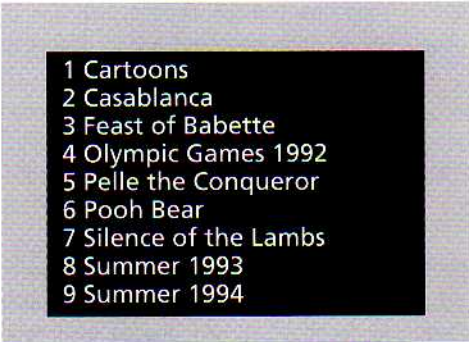 1 Cartoons
2 Casablanca
3 Feast of Babette
4 Olympic Games 1992
5 Pelle the Conqueror
6 Pooh Bear
7 Silence of the Lambs
8 Summer 1993
9 Summer 1994